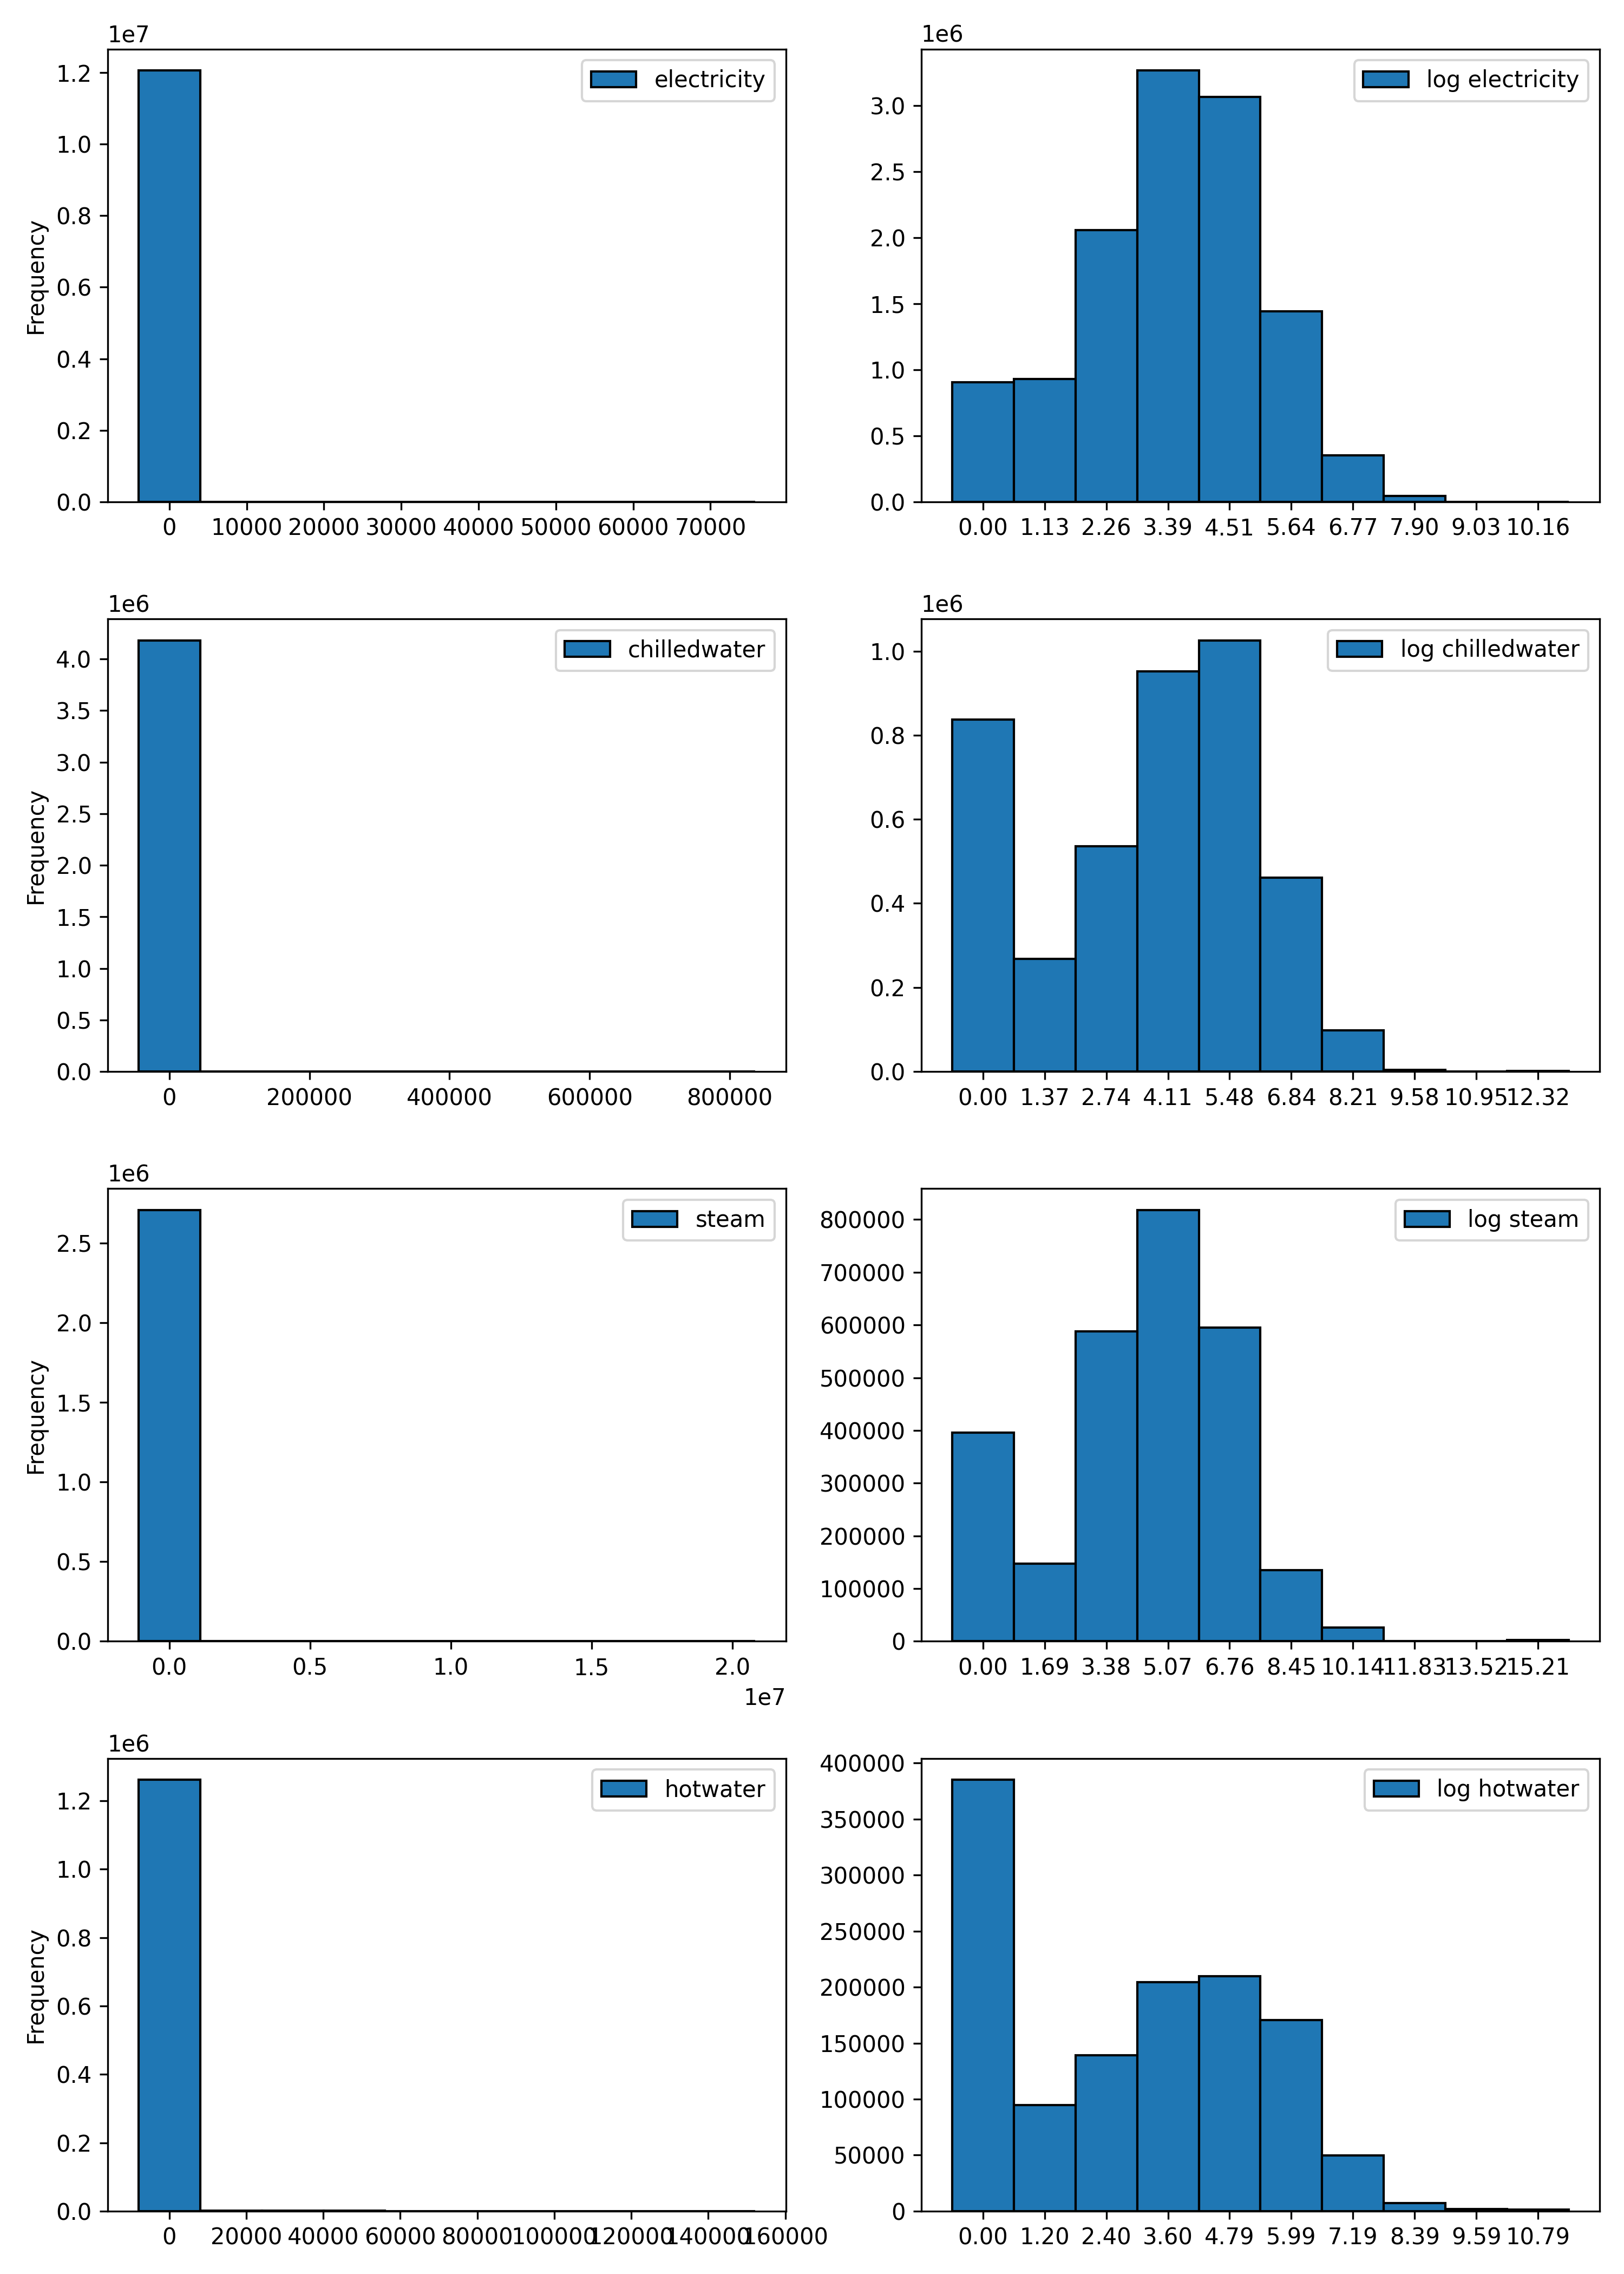 1e7
electricity
Frequency
1.2
1.0
0.8
0.6
0.4
0.2
0.0
0 10000 20000 30000 40000 50000 60000 70000
1e6
log electricity
3.0
2.5
2.0
1.5
1.0
0.5
0.0
0.00 1.13 2.26 3.39 4.51 5.64 6.77 7.90 9.03 10.16
1e6
chilledwater
Frequency
4.0
3.5
3.0
2.5
2.0
1.5
1.0
0.5
0.0
0 200000 400000 600000 800000
1e6
log chilledwater
1.0
0.8
0.6
0.4
0.2
0.0
0.00 1.37 2.74 4.11 5.48 6.84 8.21 9.58 10.95 12.32
1e6
steam
Frequency
2.5
2.0
1.5
1.0
0.5
0.0
0.0 0.5 1.0 1.5 2.0
1e7
log steam
800000
700000
600000
500000
400000
300000
200000
100000
0
0.00 1.69 3.38 5.07 6.76 8.45 10.14 11.83 13.52 15.21
1e6
hotwater
Frequency
1.2
1.0
0.8
0.6
0.4
0.2
0.0
0 20000 40000 60000 80000 100000 120000 140000 160000
log hotwater
400000
350000
300000
250000
200000
150000
100000
50000
0
0.00 1.20 2.40 3.60 4.79 5.99 7.19 8.39 9.59 10.79